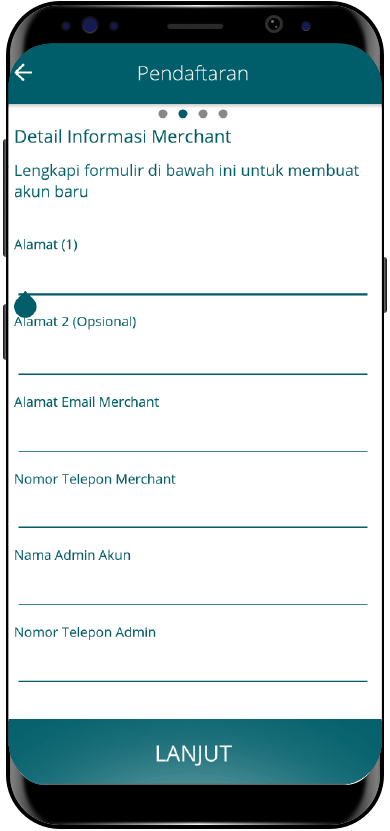 Pendaftaran
Detail Informasi Merchant
Lengkapi formulir di bawah ini untuk membuat
akun baru
Alamat (1)
Alamat 2 (Opsional)
Alamat Email Merchant
Nomor Telepon Merchant
Nama Admin Akun
Nomor Telepon Admin
LANJUT